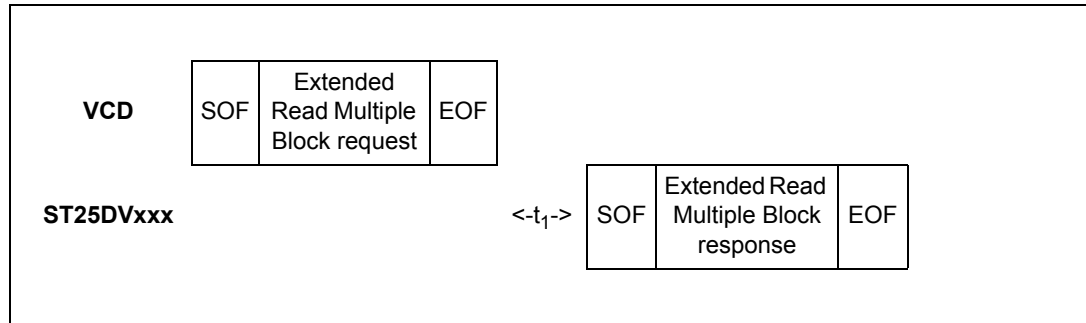 VCD
SOF
Extended
Read Multiple
Block request
EOF
ST25DVxxx
<-t1->
SOF
Extended Read
Multiple Block
response
EOF